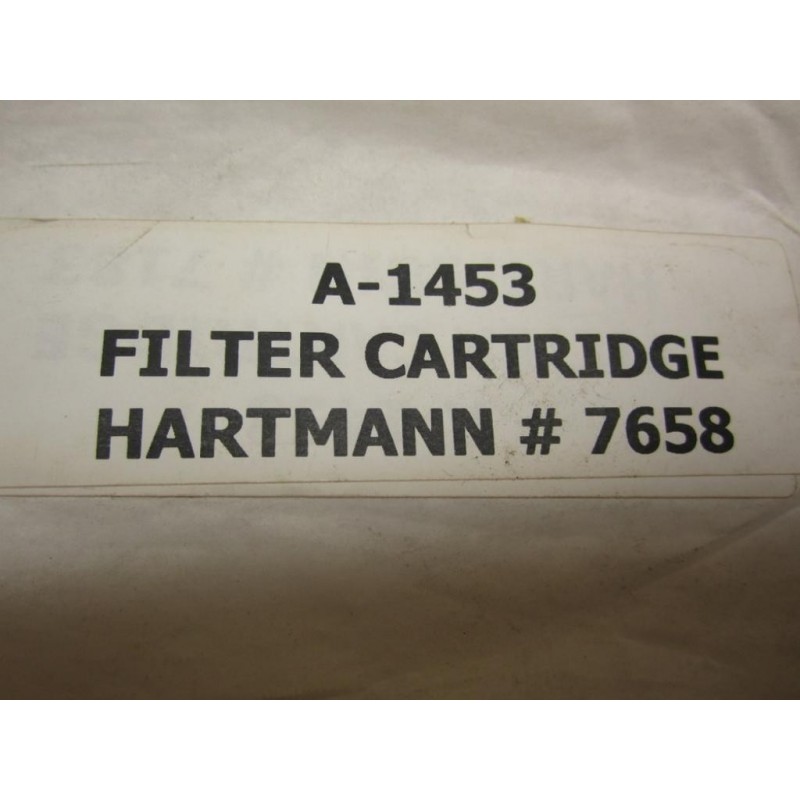 A-1453
FILTER CARTRIDGE
HARTMANN # 7658